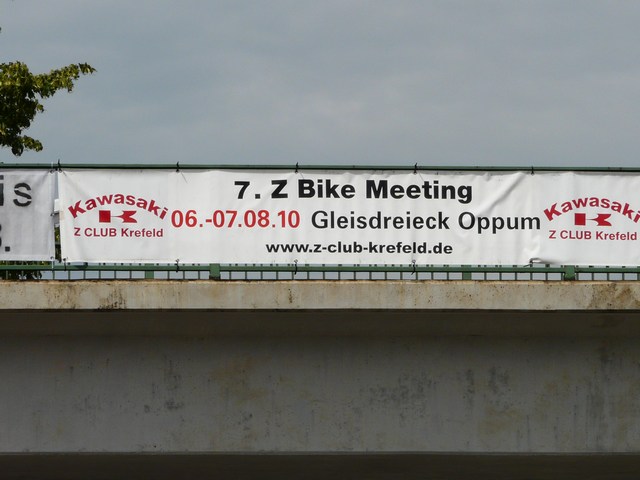 is
Kawasaki
Z CLUB Krefeld
7. Z Bike Meeting
06.-07.08.10 Gleisdreieck Oppum
www.z-club-krefeld.de
Kawasaki
Z CLUB Krefeld